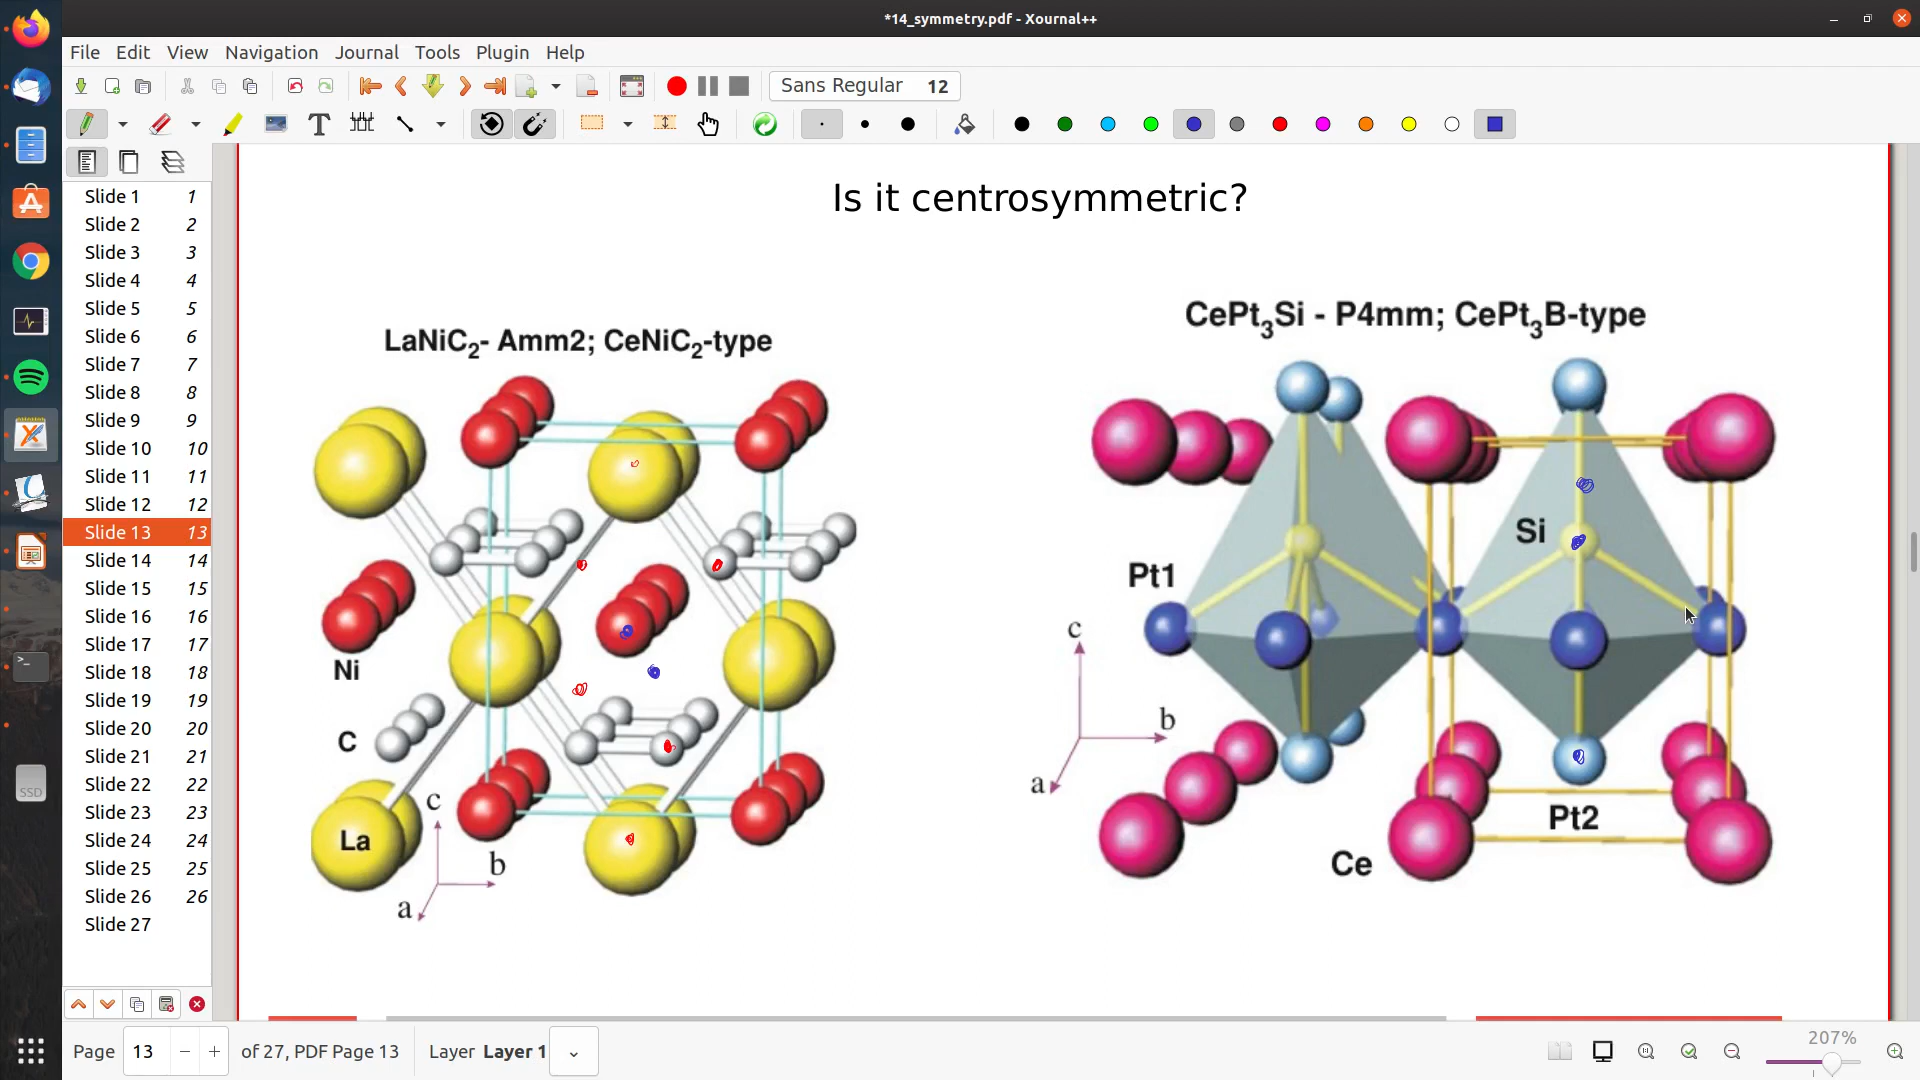 *14_symmetry.pdf - Xournal++
File Edit View Navigation Journal Tools Plugin Help
Sans Regular 12
Slide 1 1
Slide 2 2
Slide 3 3
Slide 4 4
Slide 5 5
Slide 6 6
Slide 7 7
Slide 8 8
Slide 9 9
Slide 10 10
Slide 11 11
Slide 12 12
Slide 13 13
Slide 14 14
Slide 15 15
Slide 16 16
Slide 17 17
Slide 18 18
Slide 19 19
Slide 20 20
Slide 21 21
Slide 22 22
Slide 23 23
Slide 24 24
Slide 25 25
Slide 26 26
Slide 27
Is it centrosymmetric?
LaNiC₂- Amm2; CeNiC₂-type
Ni
C
La
c
b
a
CePt₃Si - P4mm; CePt₃B-type
Si
Pt1
c
b
a
Pt2
Ce
SSD
Page 13 of 27, PDF Page 13 Layer Layer 1
207%